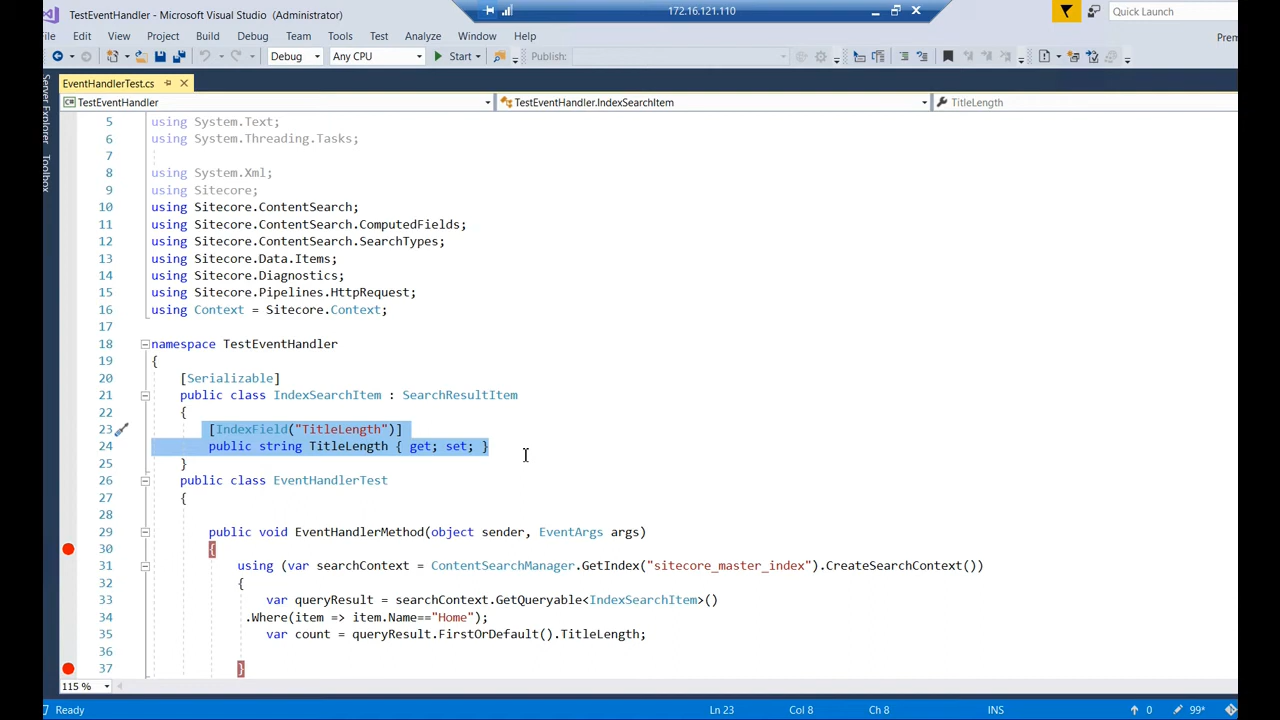 TestEventHandler - Microsoft Visual Studio (Administrator)
172.16.121.110
Quick Launch
File Edit View Project Build Debug Team Tools Test Analyze Window Help
Debug Any CPU Start Publish:
EventHandlerTest.cs
TestEventHandler TestEventHandler.IndexSearchItem TitleLength
Server Explorer
Toolbox
5 using System.Text;
6 using System.Threading.Tasks;
7
8 using System.Xml;
9 using Sitecore;
10 using Sitecore.ContentSearch;
11 using Sitecore.ContentSearch.ComputedFields;
12 using Sitecore.ContentSearch.SearchTypes;
13 using Sitecore.Data.Items;
14 using Sitecore.Diagnostics;
15 using Sitecore.Pipelines.HttpRequest;
16 using Context = Sitecore.Context;
17
18 namespace TestEventHandler
19 {
20 [Serializable]
21 public class IndexSearchItem : SearchResultItem
22 {
23 [IndexField("TitleLength")]
24 public string TitleLength { get; set; }
25 }
26 public class EventHandlerTest
27 {
28
29 public void EventHandlerMethod(object sender, EventArgs args)
30 {
31 using (var searchContext = ContentSearchManager.GetIndex("sitecore_master_index").CreateSearchContext())
32 {
33 var queryResult = searchContext.GetQueryable<IndexSearchItem>()
34 .Where(item => item.Name=="Home");
35 var count = queryResult.FirstOrDefault().TitleLength;
36
37 }
115 %
Ready Ln 23 Col 8 Ch 8 INS 0 99*